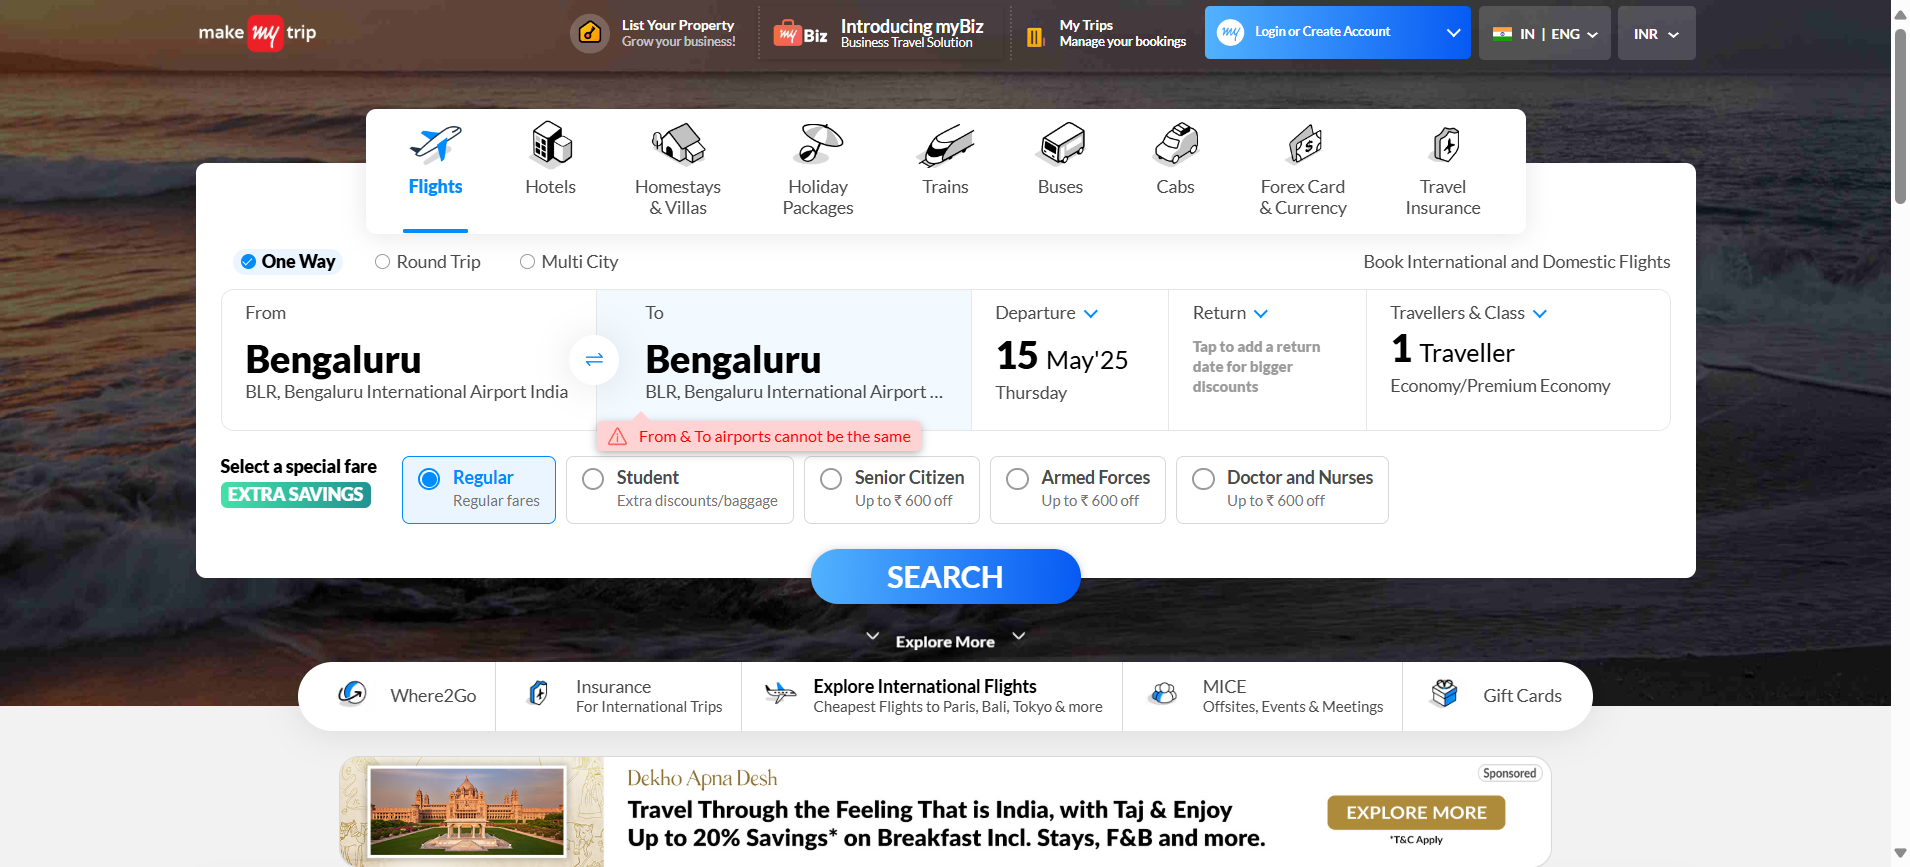 make my trip
List Your Property
Grow your business!
my Biz
Introducing myBiz
Business Travel Solution
My Trips
Manage your bookings
my
Login or Create Account
IN | ENG
INR
Flights
Hotels
Homestays
& Villas
Holiday
Packages
Trains
Buses
Cabs
Forex Card
& Currency
Travel
Insurance
One Way
Round Trip
Multi City
Book International and Domestic Flights
From
Bengaluru
BLR, Bengaluru International Airport India
To
Bengaluru
BLR, Bengaluru International Airport ...
Departure
15 May'25
Thursday
Return
Tap to add a return
date for bigger
discounts
Travellers & Class
1 Traveller
Economy/Premium Economy
From & To airports cannot be the same
Select a special fare
EXTRA SAVINGS
Regular
Regular fares
Student
Extra discounts/baggage
Senior Citizen
Up to ₹ 600 off
Armed Forces
Up to ₹ 600 off
Doctor and Nurses
Up to ₹ 600 off
SEARCH
Explore More
Where2Go
Insurance
For International Trips
Explore International Flights
Cheapest Flights to Paris, Bali, Tokyo & more
MICE
Offsites, Events & Meetings
Gift Cards
Dekho Apna Desh
Travel Through the Feeling That is India, with Taj & Enjoy
Up to 20% Savings* on Breakfast Incl. Stays, F&B and more.
Sponsored
EXPLORE MORE
*T&C Apply